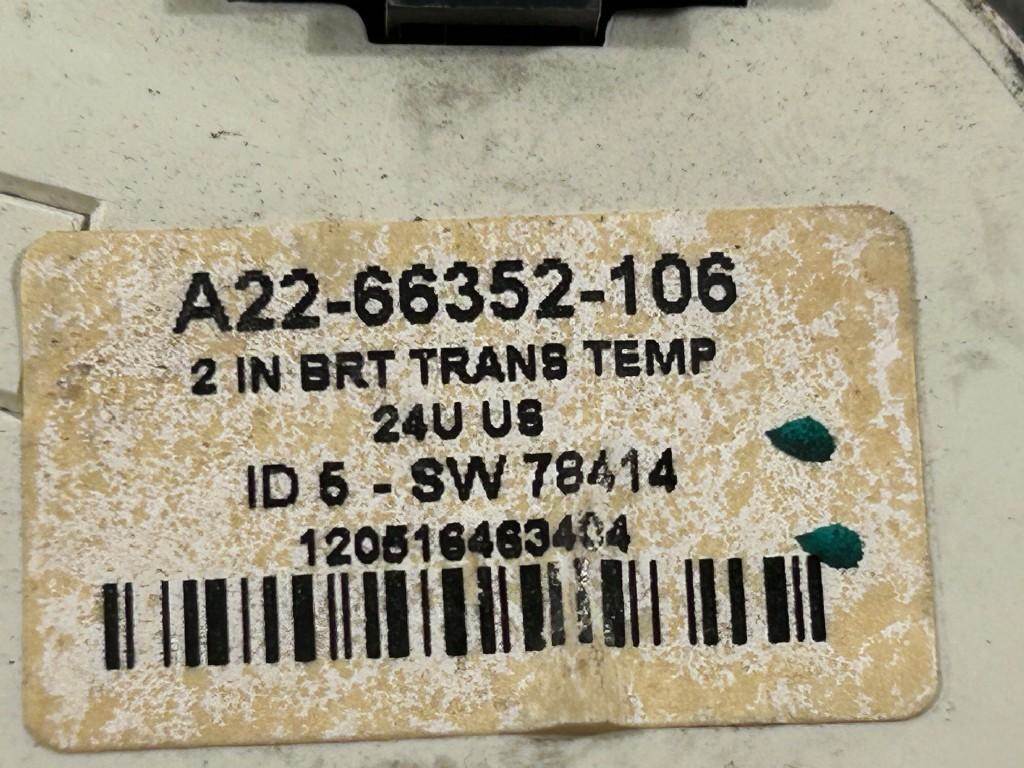 A22-66352-106
2 IN BRT TRANS TEMP
24U US
ID 5 - SW 78414
120516463404